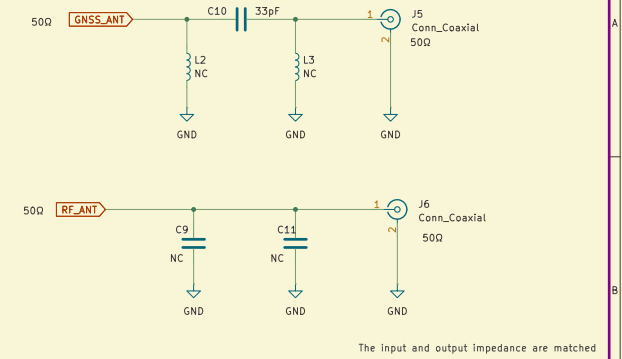 C10 33pF 1 J5
50Ω GNSS_ANT Conn_Coaxial
A
2 50Ω
L2 L3
NC NC
GND GND GND
50Ω RF_ANT 1 J6
Conn_Coaxial
C9 C11 2 50Ω
NC NC
B
GND GND GND
The input and output impedance are matched